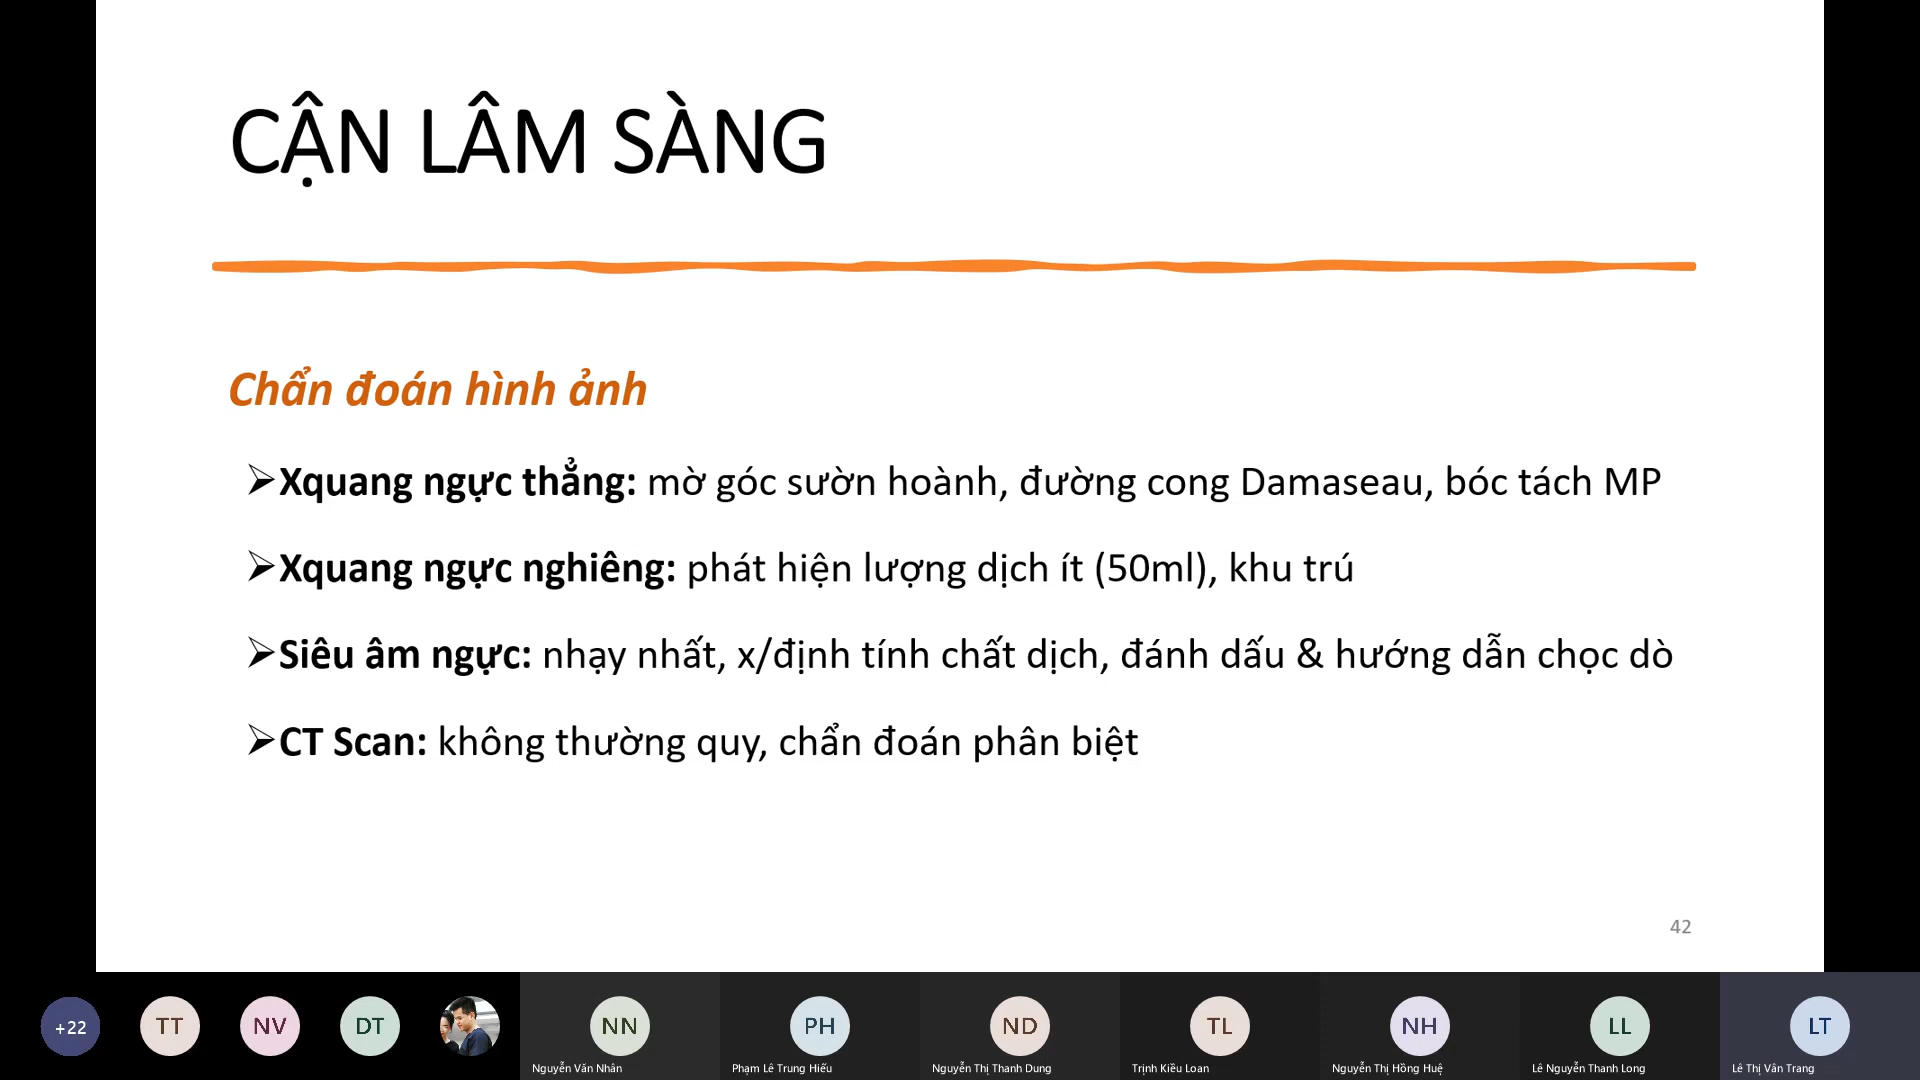 CẬN LÂM SÀNG
Chẩn đoán hình ảnh
➢Xquang ngực thẳng: mờ góc sườn hoành, đường cong Damaseau, bóc tách MP
➢Xquang ngực nghiêng: phát hiện lượng dịch ít (50ml), khu trú
➢Siêu âm ngực: nhạy nhất, x/định tính chất dịch, đánh dấu & hướng dẫn chọc dò
➢CT Scan: không thường quy, chẩn đoán phân biệt
42
+22 TT NV DT NN PH ND TL NH LL LT
Nguyễn Văn Nhân Phạm Lê Trung Hiếu Nguyễn Thị Thanh Dung Trịnh Kiều Loan Nguyễn Thị Hồng Huệ Lê Nguyễn Thanh Long Lê Thị Vân Trang